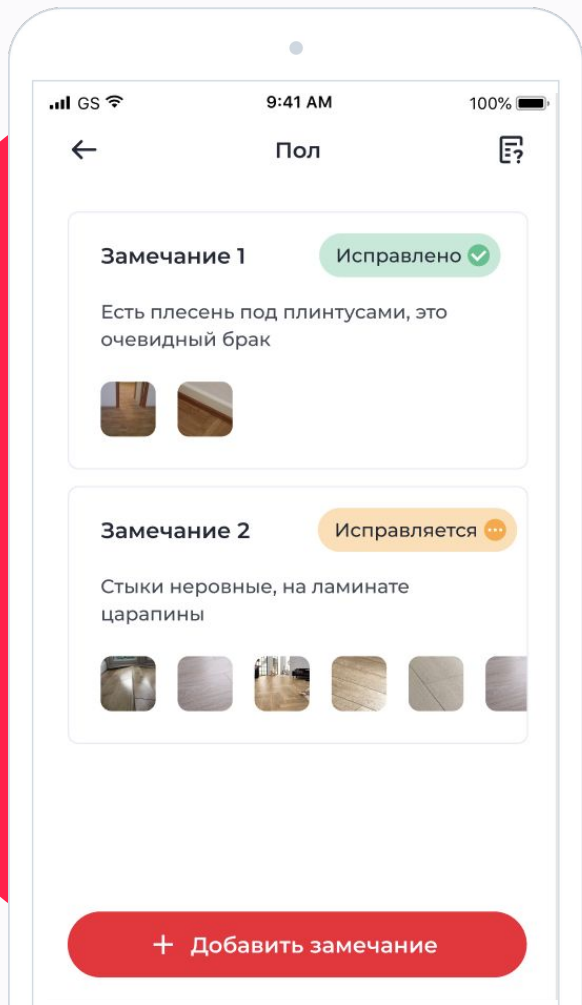 GS 9:41 AM 100%
Пол
Замечание 1 Исправлено
Есть плесень под плинтусами, это
очевидный брак
Замечание 2 Исправляется
Стыки неровные, на ламинате
царапины
+ Добавить замечание